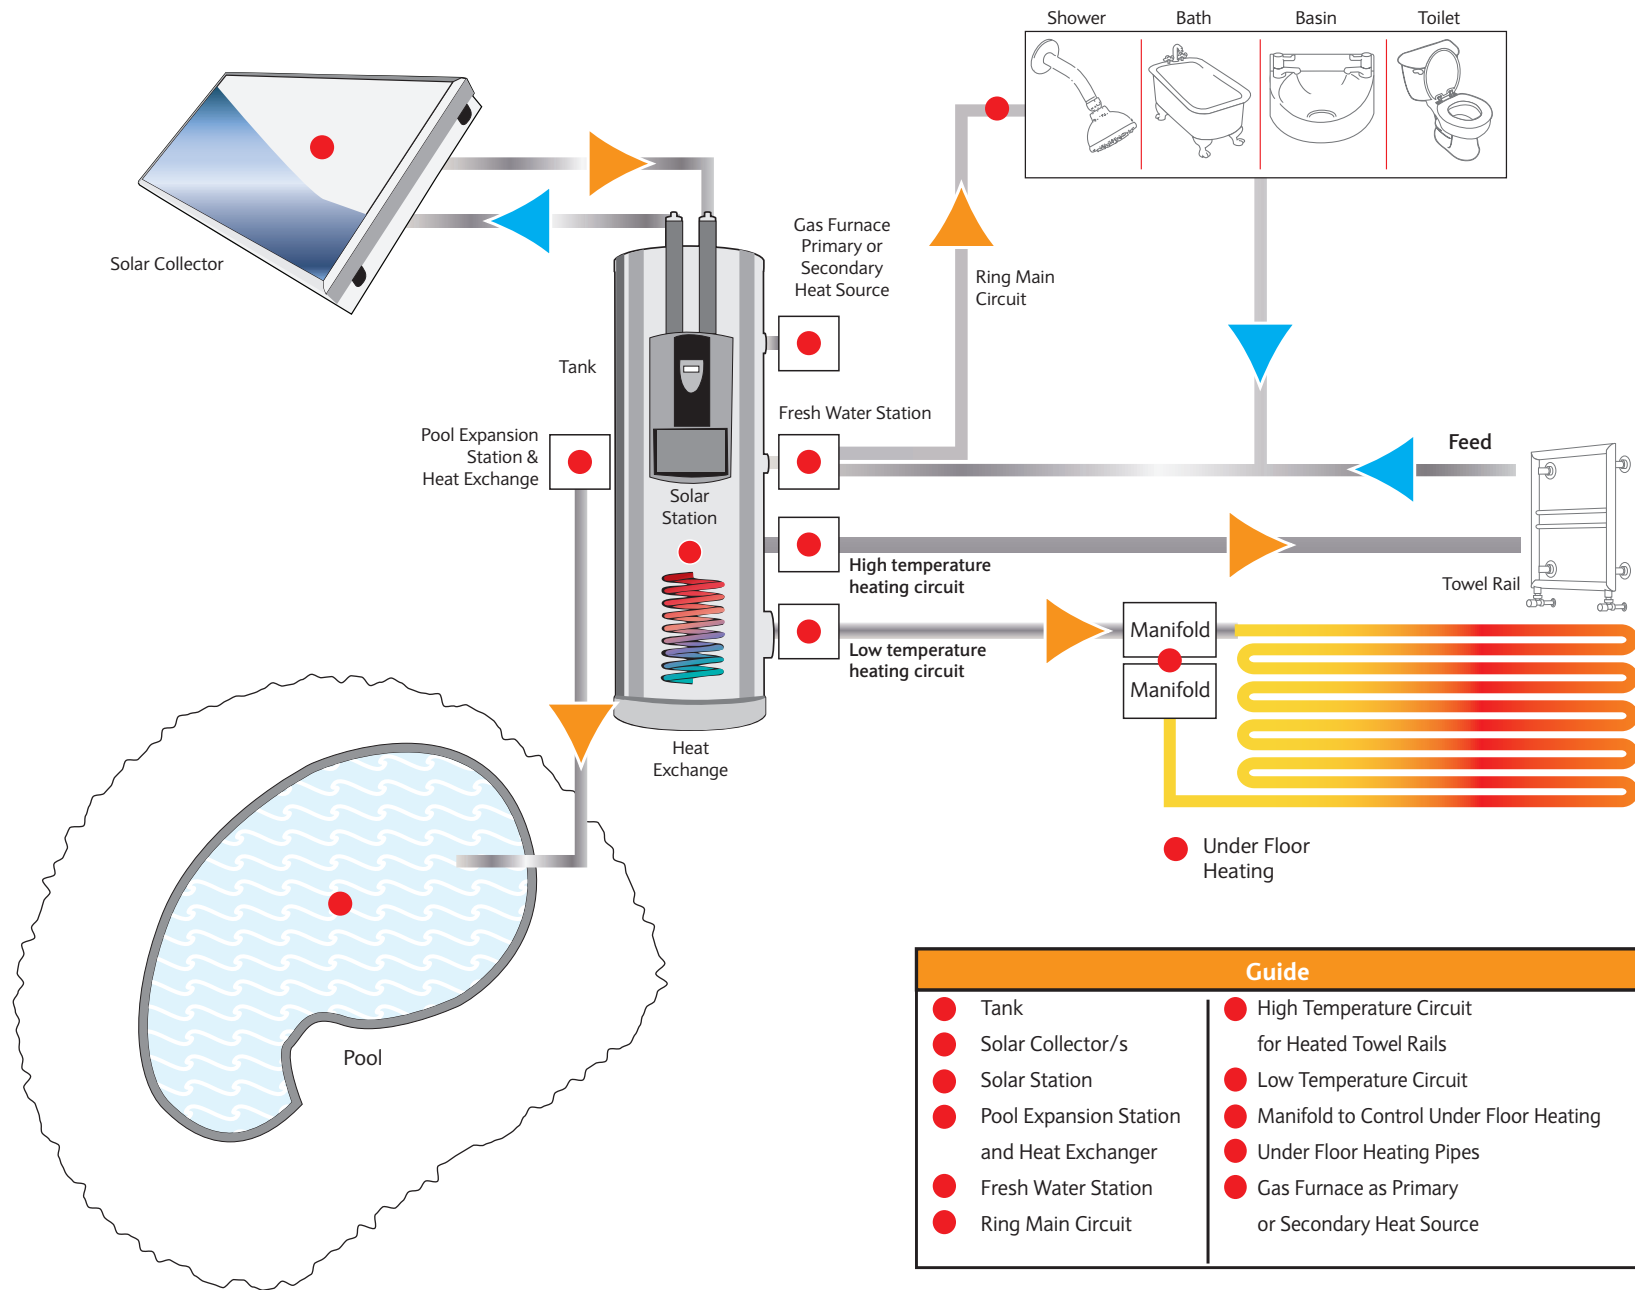 Shower
Bath
Basin
Toilet
Solar Collector
Gas Furnace
Primary or
Secondary
Heat Source
Ring Main
Circuit
Tank
Fresh Water Station
Pool Expansion
Station &
Heat Exchange
Feed
Solar
Station
High temperature
heating circuit
Towel Rail
Low temperature
heating circuit
Manifold
Manifold
Heat
Exchange
Under Floor
Heating
Pool
Guide
Tank
Solar Collector/s
Solar Station
Pool Expansion Station
and Heat Exchanger
Fresh Water Station
Ring Main Circuit
High Temperature Circuit
for Heated Towel Rails
Low Temperature Circuit
Manifold to Control Under Floor Heating
Under Floor Heating Pipes
Gas Furnace as Primary
or Secondary Heat Source